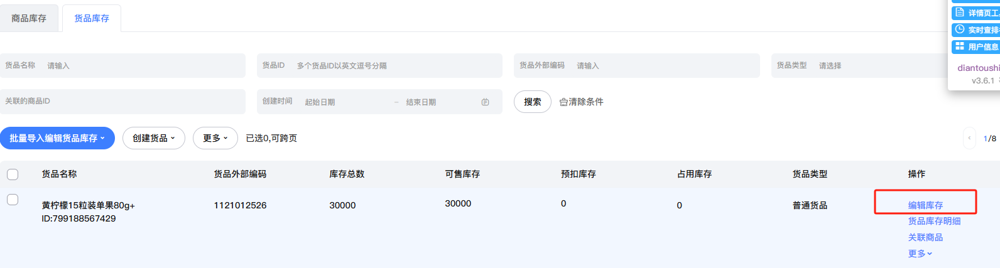 商品库存
货品库存
详情页工
实时查排
用户信息
diantoushi
v3.6.1
货品名称 请输入
货品ID 多个货品ID以英文逗号分隔
货品外部编码 请输入
货品类型 请选择
关联的商品ID
创建时间 起始日期 – 结束日期
搜索
清除条件
批量导入编辑货品库存
创建货品
更多
已选0,可跨页
1/8
货品名称 货品外部编码 库存总数 可售库存 预扣库存 占用库存 货品类型 操作
黄柠檬15粒装单果80g+ 1121012526 30000 30000 0 0 普通货品 编辑库存
ID:799188567429
货品库存明细
关联商品
更多